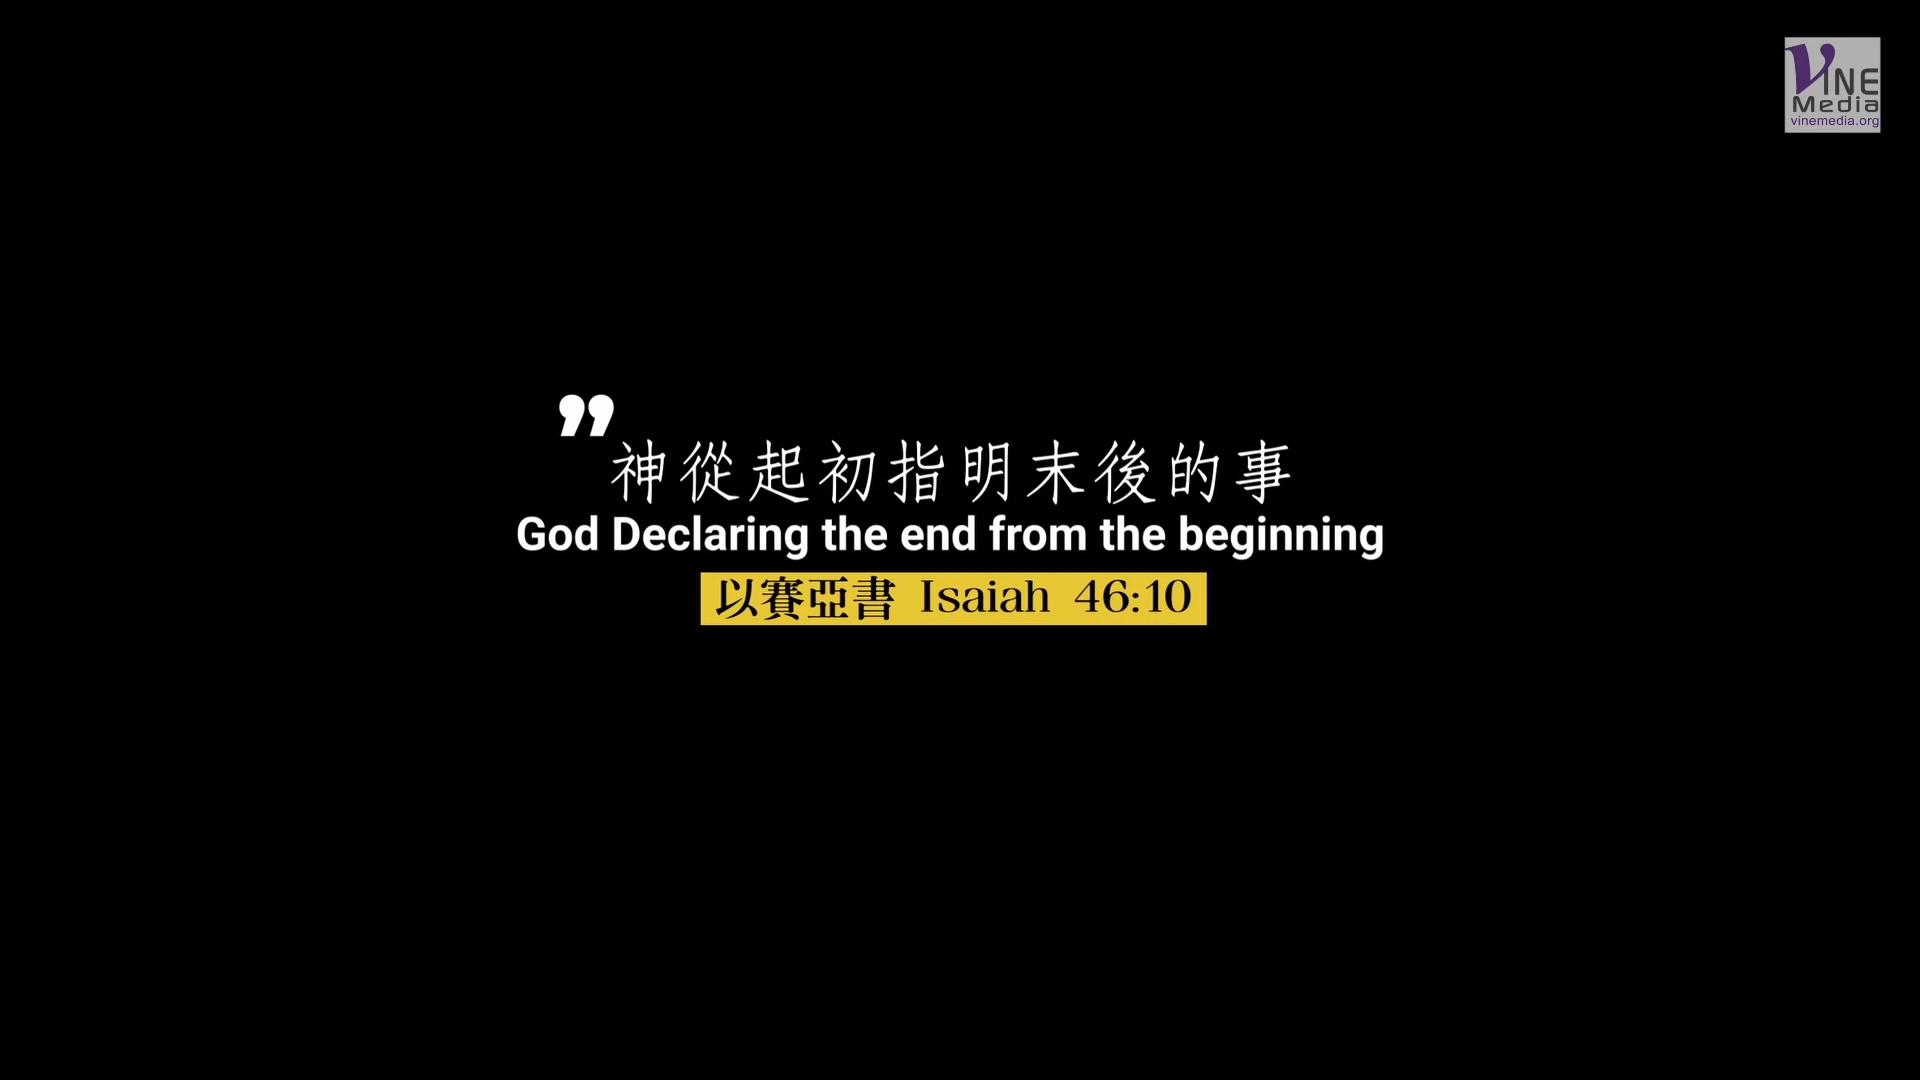 VINE
Media
vinemedia.org
”神從起初指明末後的事
God Declaring the end from the beginning
以賽亞書 Isaiah 46:10